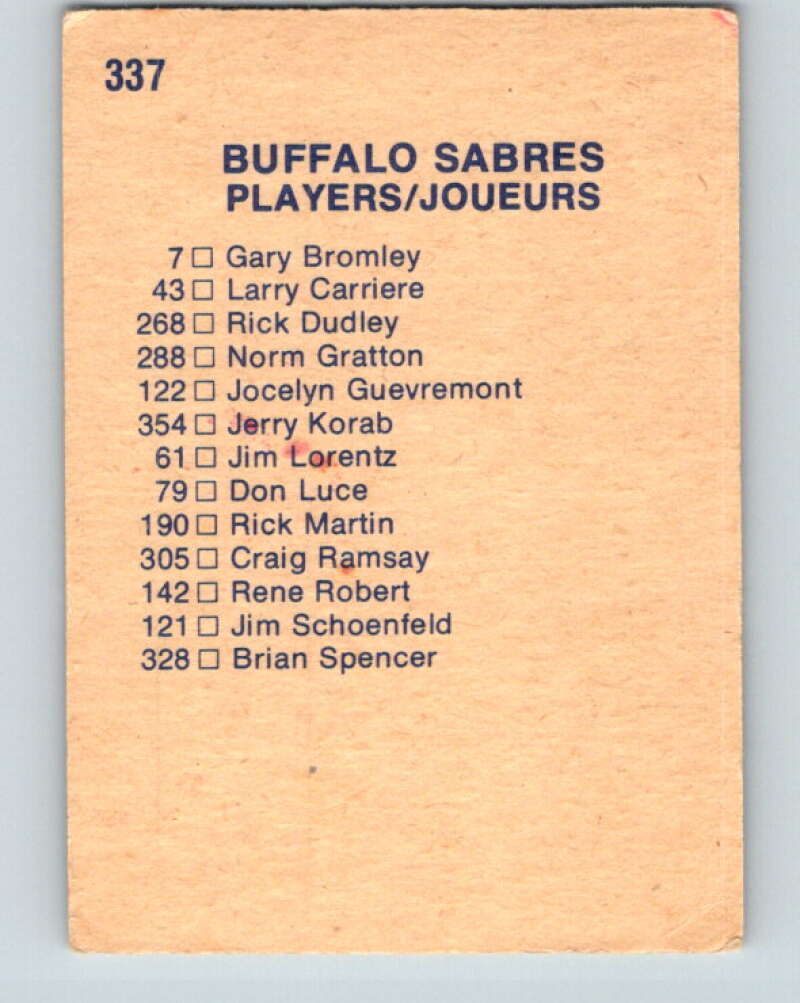 337
BUFFALO SABRES
PLAYERS/JOUEURS
7 □ Gary Bromley
43 □ Larry Carriere
268 □ Rick Dudley
288 □ Norm Gratton
122 □ Jocelyn Guevremont
354 □ Jerry Korab
61 □ Jim Lorentz
79 □ Don Luce
190 □ Rick Martin
305 □ Craig Ramsay
142 □ Rene Robert
121 □ Jim Schoenfeld
328 □ Brian Spencer